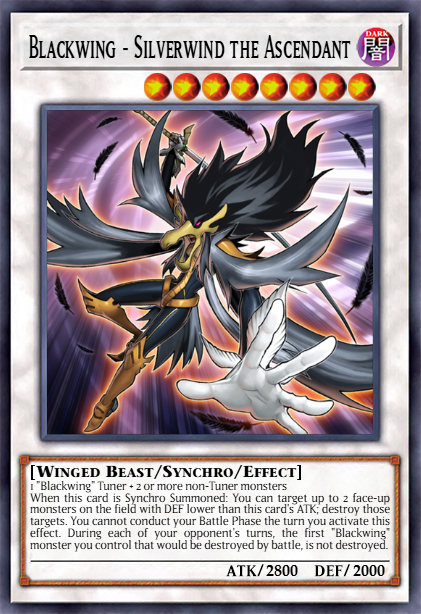 Blackwing - Silverwind the Ascendant
DARK
闇
[Winged Beast/Synchro/Effect]
1 "Blackwing" Tuner + 2 or more non-Tuner monsters
When this card is Synchro Summoned: You can target up to 2 face-up
monsters on the field with DEF lower than this card's ATK; destroy those
targets. You cannot conduct your Battle Phase the turn you activate this
effect. During each of your opponent's turns, the first "Blackwing"
monster you control that would be destroyed by battle, is not destroyed.
ATK/2800 DEF/2000